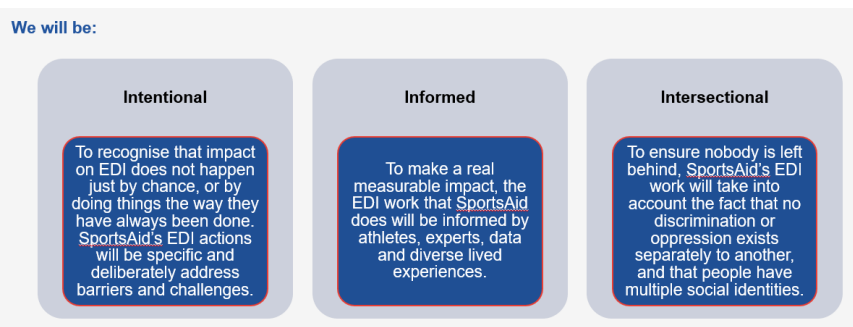 We will be:
Intentional
To recognise that impact
on EDI does not happen
just by chance, or by
doing things the way they
have always been done.
SportsAid's EDI actions
will be specific and
deliberately address
barriers and challenges.
Informed
To make a real
measurable impact, the
EDI work that SportsAid
does will be informed by
athletes, experts, data
and diverse lived
experiences.
Intersectional
To ensure nobody is left
behind, SportsAid's EDI
work will take into
account the fact that no
discrimination or
oppression exists
separately to another,
and that people have
multiple social identities.